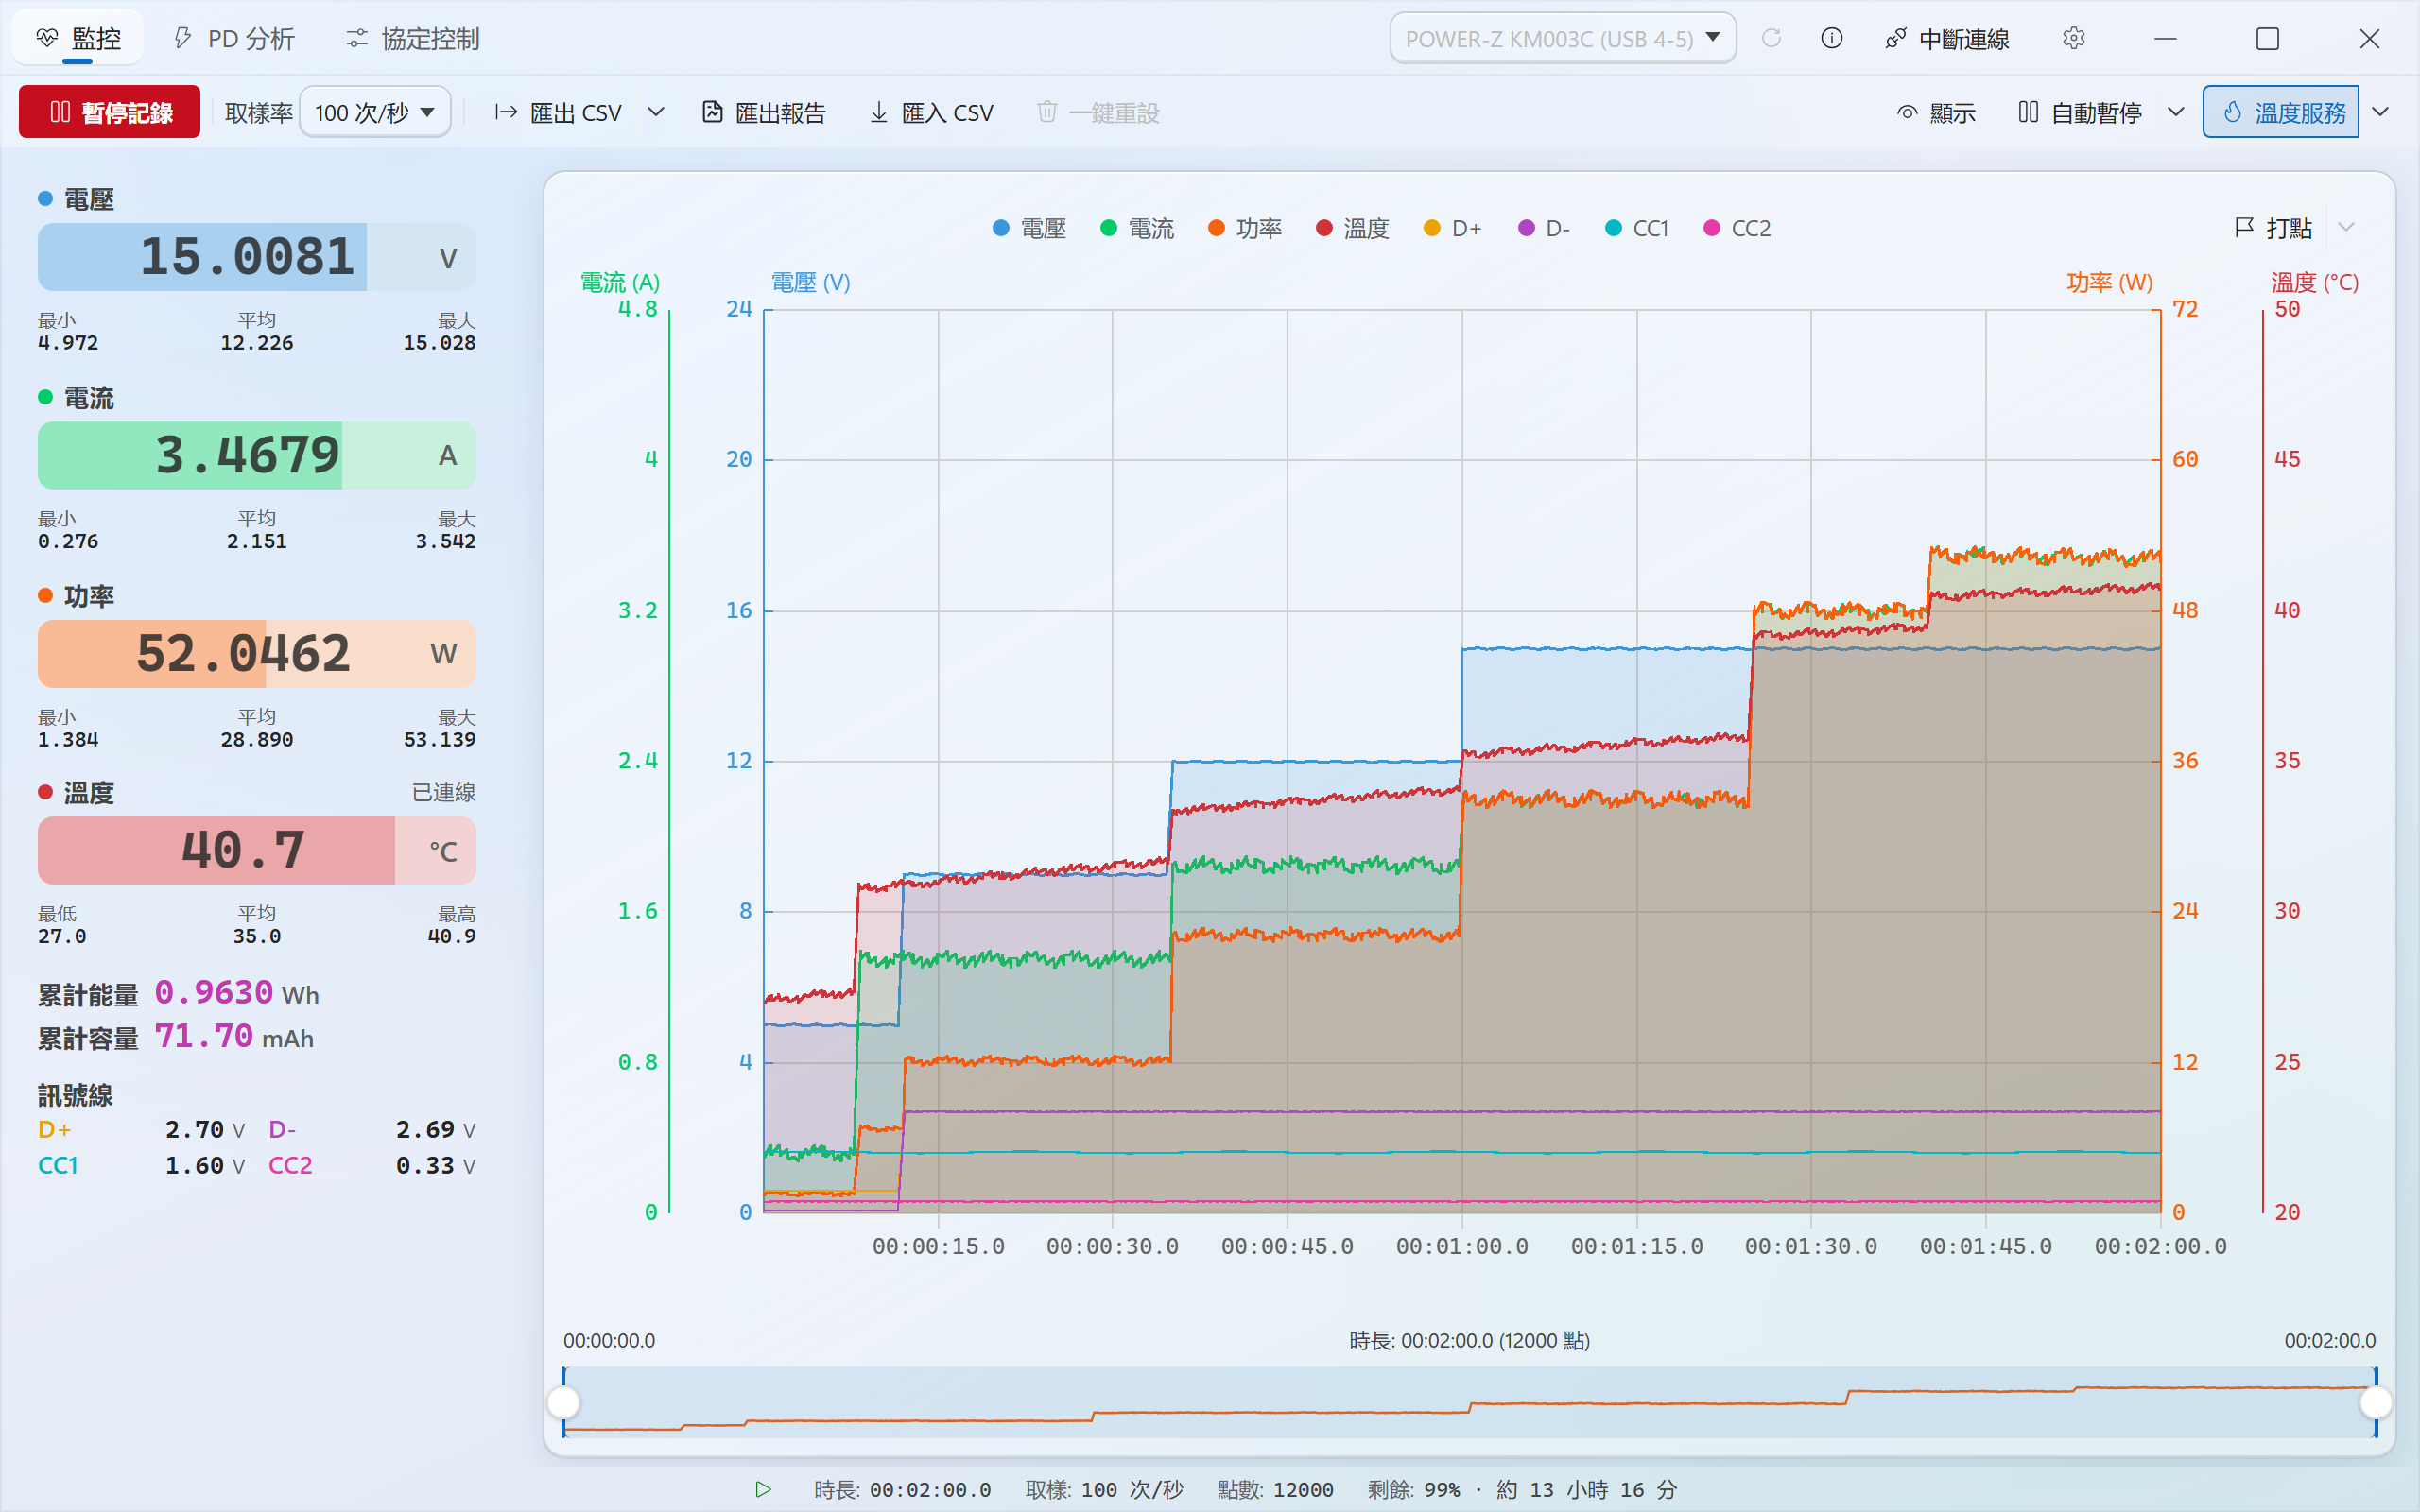 監控 PD 分析 協定控制 POWER-Z KM003C (USB 4-5) 中斷連線
暫停記錄 取樣率 100 次/秒 匯出 CSV 匯出報告 匯入 CSV 一鍵重設 顯示 自動暫停 溫度服務
電壓
15.0081 V
最小 平均 最大
4.972 12.226 15.028
電流
3.4679 A
最小 平均 最大
0.276 2.151 3.542
功率
52.0462 W
最小 平均 最大
1.384 28.890 53.139
溫度 已連線
40.7 °C
最低 平均 最高
27.0 35.0 40.9
累計能量 0.9630 Wh
累計容量 71.70 mAh
訊號線
D+ 2.70 V D- 2.69 V
CC1 1.60 V CC2 0.33 V
電壓 電流 功率 溫度 D+ D- CC1 CC2 打點
電流 (A) 電壓 (V) 功率 (W) 溫度 (°C)
4.8 24 72 50
4 20 60 45
3.2 16 48 40
2.4 12 36 35
1.6 8 24 30
0.8 4 12 25
0 0 0 20
00:00:15.0 00:00:30.0 00:00:45.0 00:01:00.0 00:01:15.0 00:01:30.0 00:01:45.0 00:02:00.0
00:00:00.0 時長: 00:02:00.0 (12000 點) 00:02:00.0
時長: 00:02:00.0 取樣: 100 次/秒 點數: 12000 剩餘: 99% · 約 13 小時 16 分